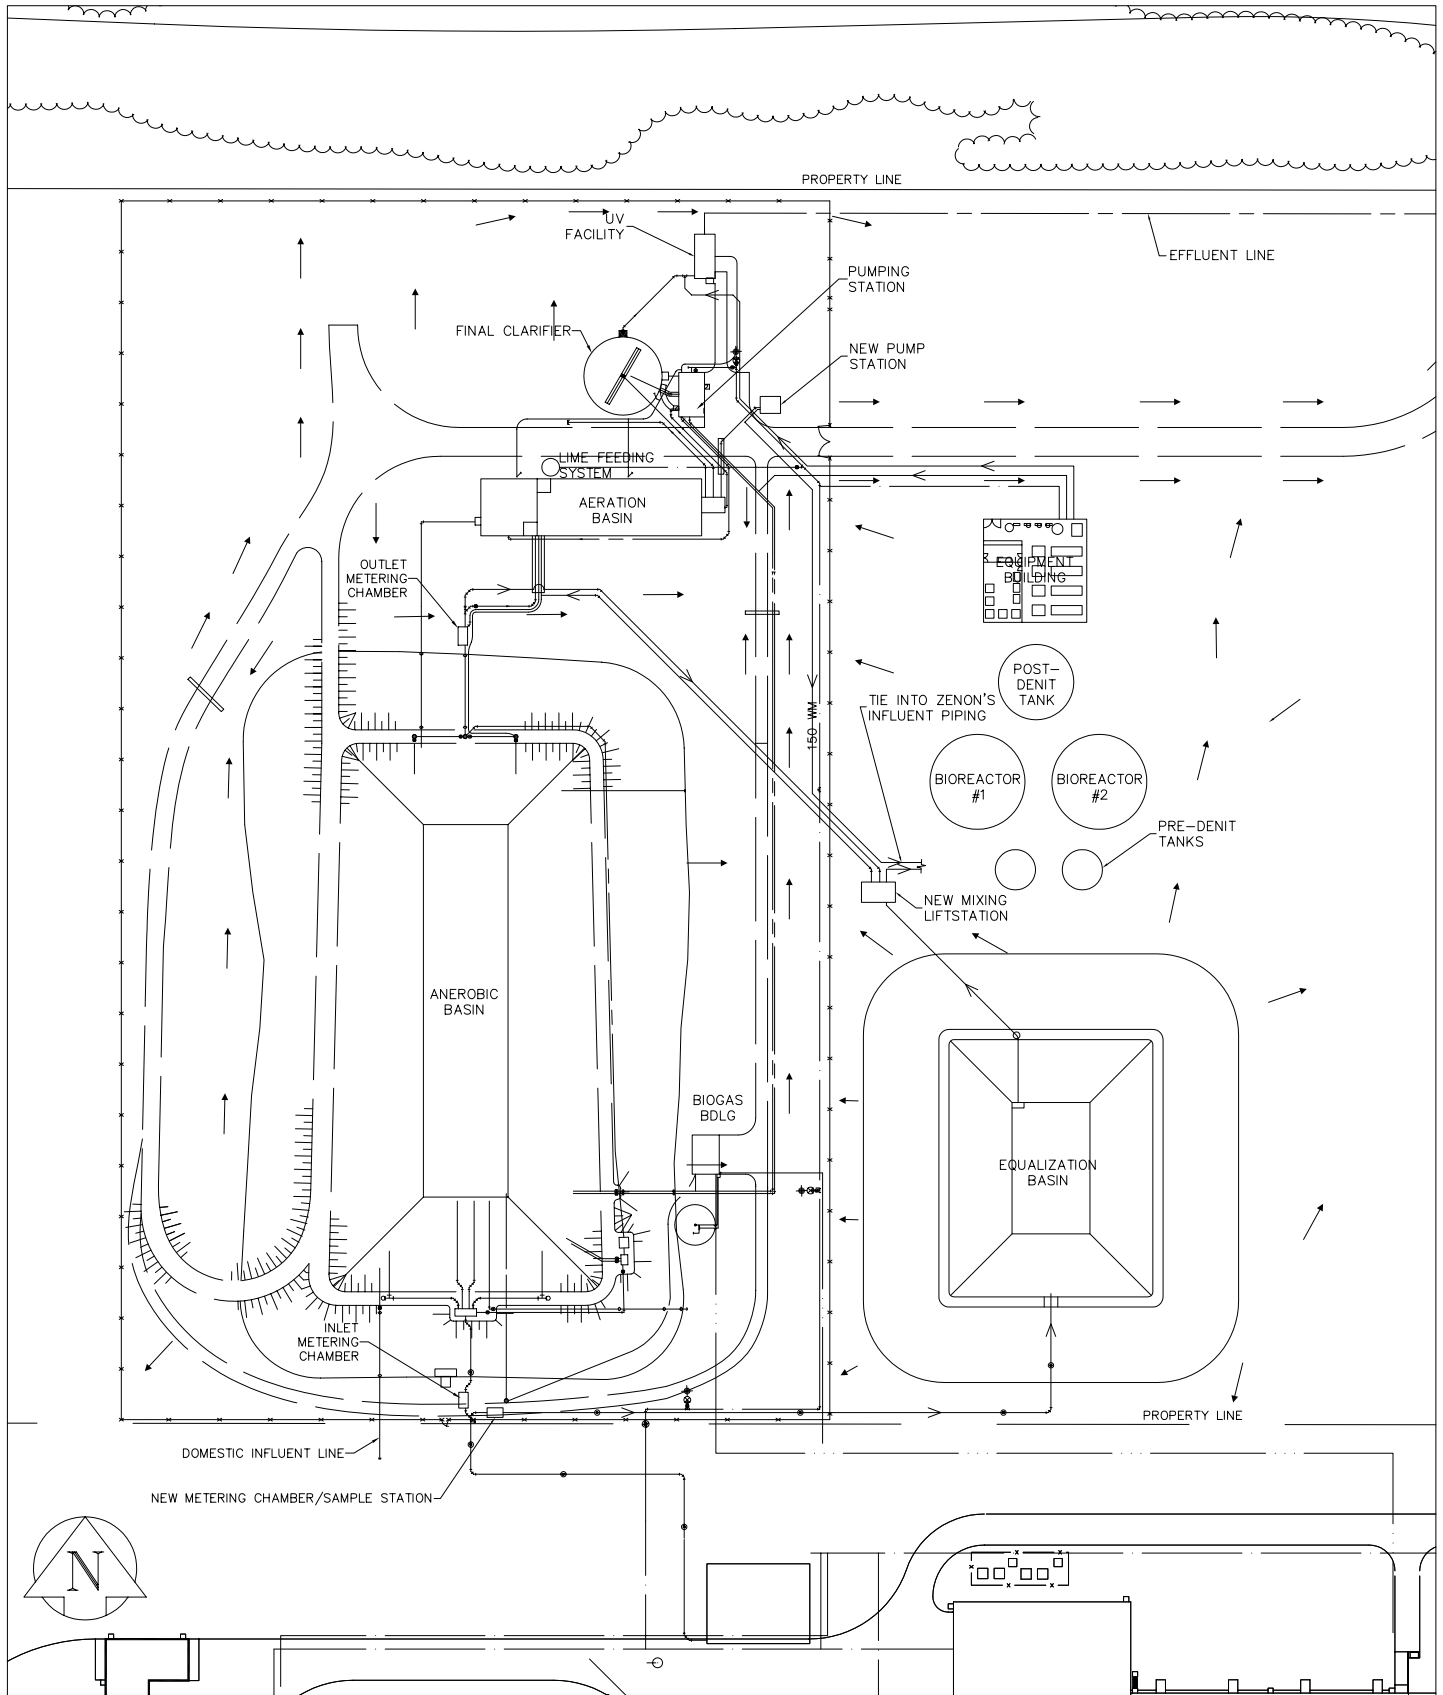 PROPERTY LINE
UV
FACILITY
EFFLUENT LINE
PUMPING
STATION
FINAL CLARIFIER
NEW PUMP
STATION
LIME FEEDING
SYSTEM
AERATION
BASIN
OUTLET
METERING
CHAMBER
EQUIPMENT
BUILDING
POST-
DENIT
TANK
TIE INTO ZENON'S
INFLUENT PIPING
150 WM
BIOREACTOR
#1
BIOREACTOR
#2
PRE-DENIT
TANKS
NEW MIXING
LIFTSTATION
ANEROBIC
BASIN
BIOGAS
BDLG
EQUALIZATION
BASIN
INLET
METERING
CHAMBER
PROPERTY LINE
DOMESTIC INFLUENT LINE
NEW METERING CHAMBER/SAMPLE STATION
N